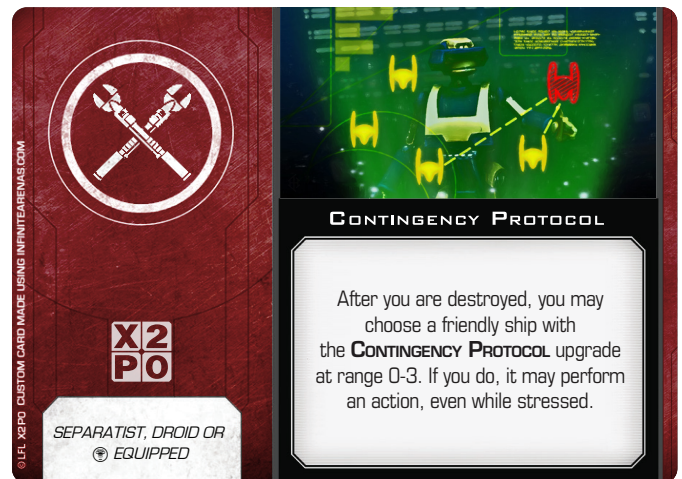 © LFL X2PO CUSTOM CARD MADE USING INFINITEARENAS.COM
X2
PO
SEPARATIST, DROID OR
EQUIPPED
CONTINGENCY PROTOCOL
After you are destroyed, you may
choose a friendly ship with
the CONTINGENCY PROTOCOL upgrade
at range 0-3. If you do, it may perform
an action, even while stressed.